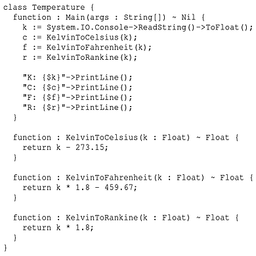 class Temperature {
function : Main(args : String[]) ~ Nil {
k := System.IO.Console->ReadString()->ToFloat();
c := KelvinToCelsius(k);
f := KelvinToFahrenheit(k);
r := KelvinToRankine(k);
"K: {$k}"->PrintLine();
"C: {$c}"->PrintLine();
"F: {$f}"->PrintLine();
"R: {$r}"->PrintLine();
}
function : KelvinToCelsius(k : Float) ~ Float {
return k - 273.15;
}
function : KelvinToFahrenheit(k : Float) ~ Float {
return k * 1.8 - 459.67;
}
function : KelvinToRankine(k : Float) ~ Float {
return k * 1.8;
}
}